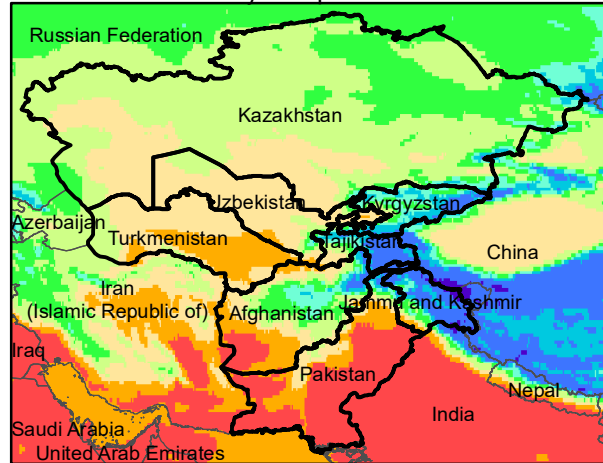 Russian Federation
Kazakhstan
Uzbekistan
Kyrgyzstan
Azerbaijan
Turkmenistan
Tajikistan
China
Iran
(Islamic Republic of)
Afghanistan
Jammu and Kashmir
Iraq
Pakistan
Nepal
India
Saudi Arabia
United Arab Emirates